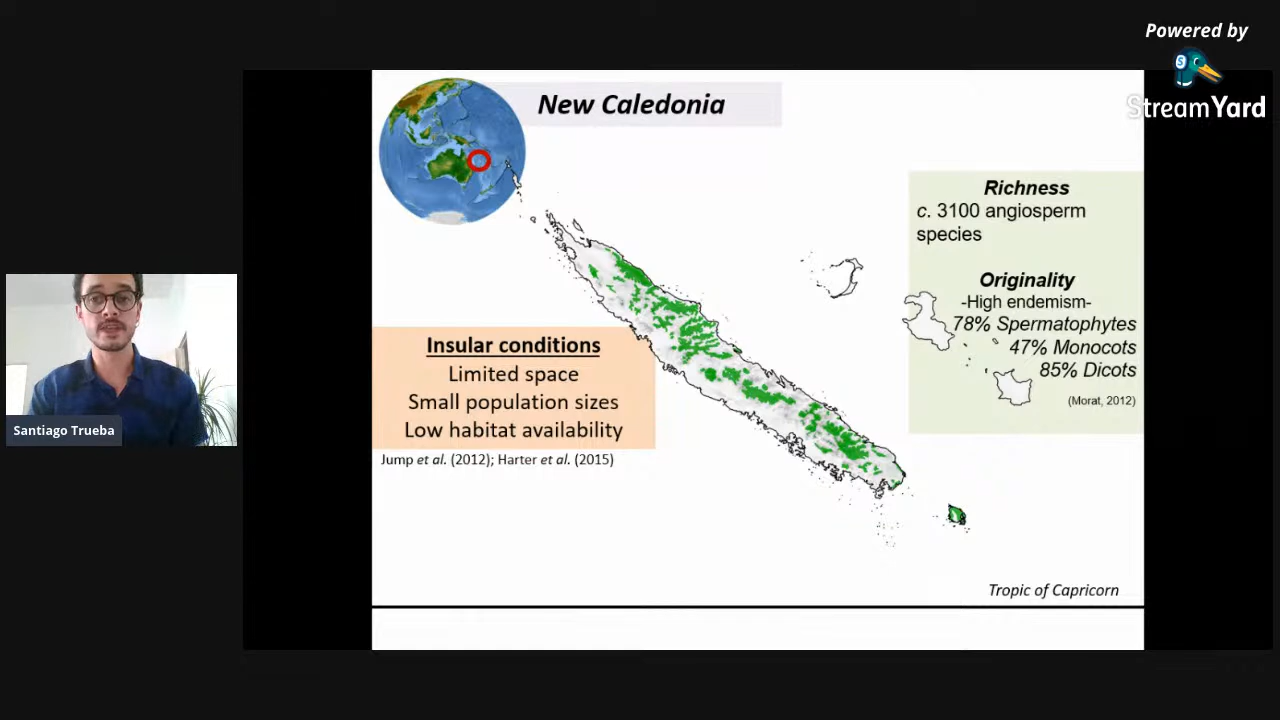 Powered by
StreamYard
New Caledonia
Richness
c. 3100 angiosperm
species
Originality
-High endemism-
78% Spermatophytes
47% Monocots
85% Dicots
(Morat, 2012)
Insular conditions
Limited space
Small population sizes
Low habitat availability
Jump et al. (2012); Harter et al. (2015)
Santiago Trueba
Tropic of Capricorn